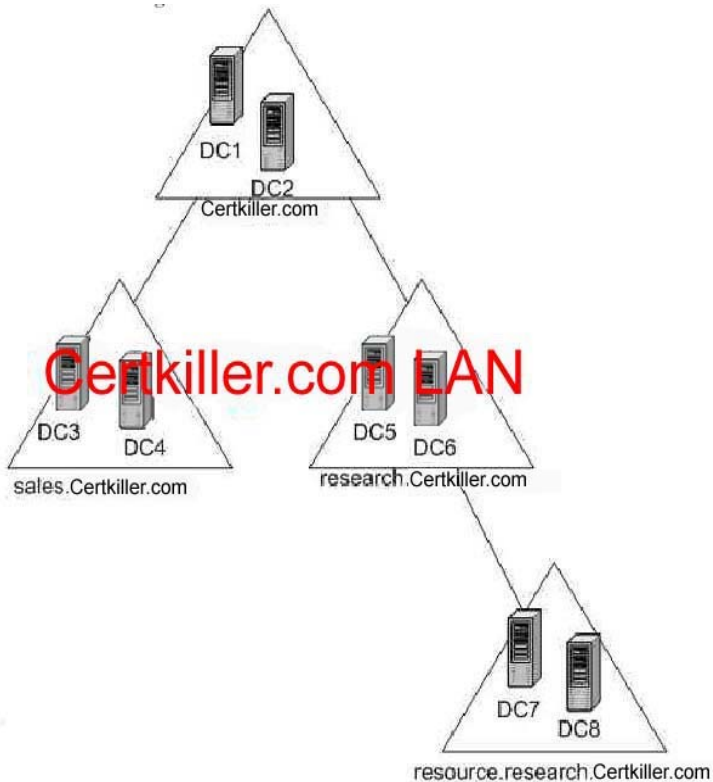 DC1
DC2
Certkiller.com
Certkiller.com LAN
DC3
DC4
sales.Certkiller.com
DC5
DC6
research.Certkiller.com
DC7
DC8
resource.research.Certkiller.com